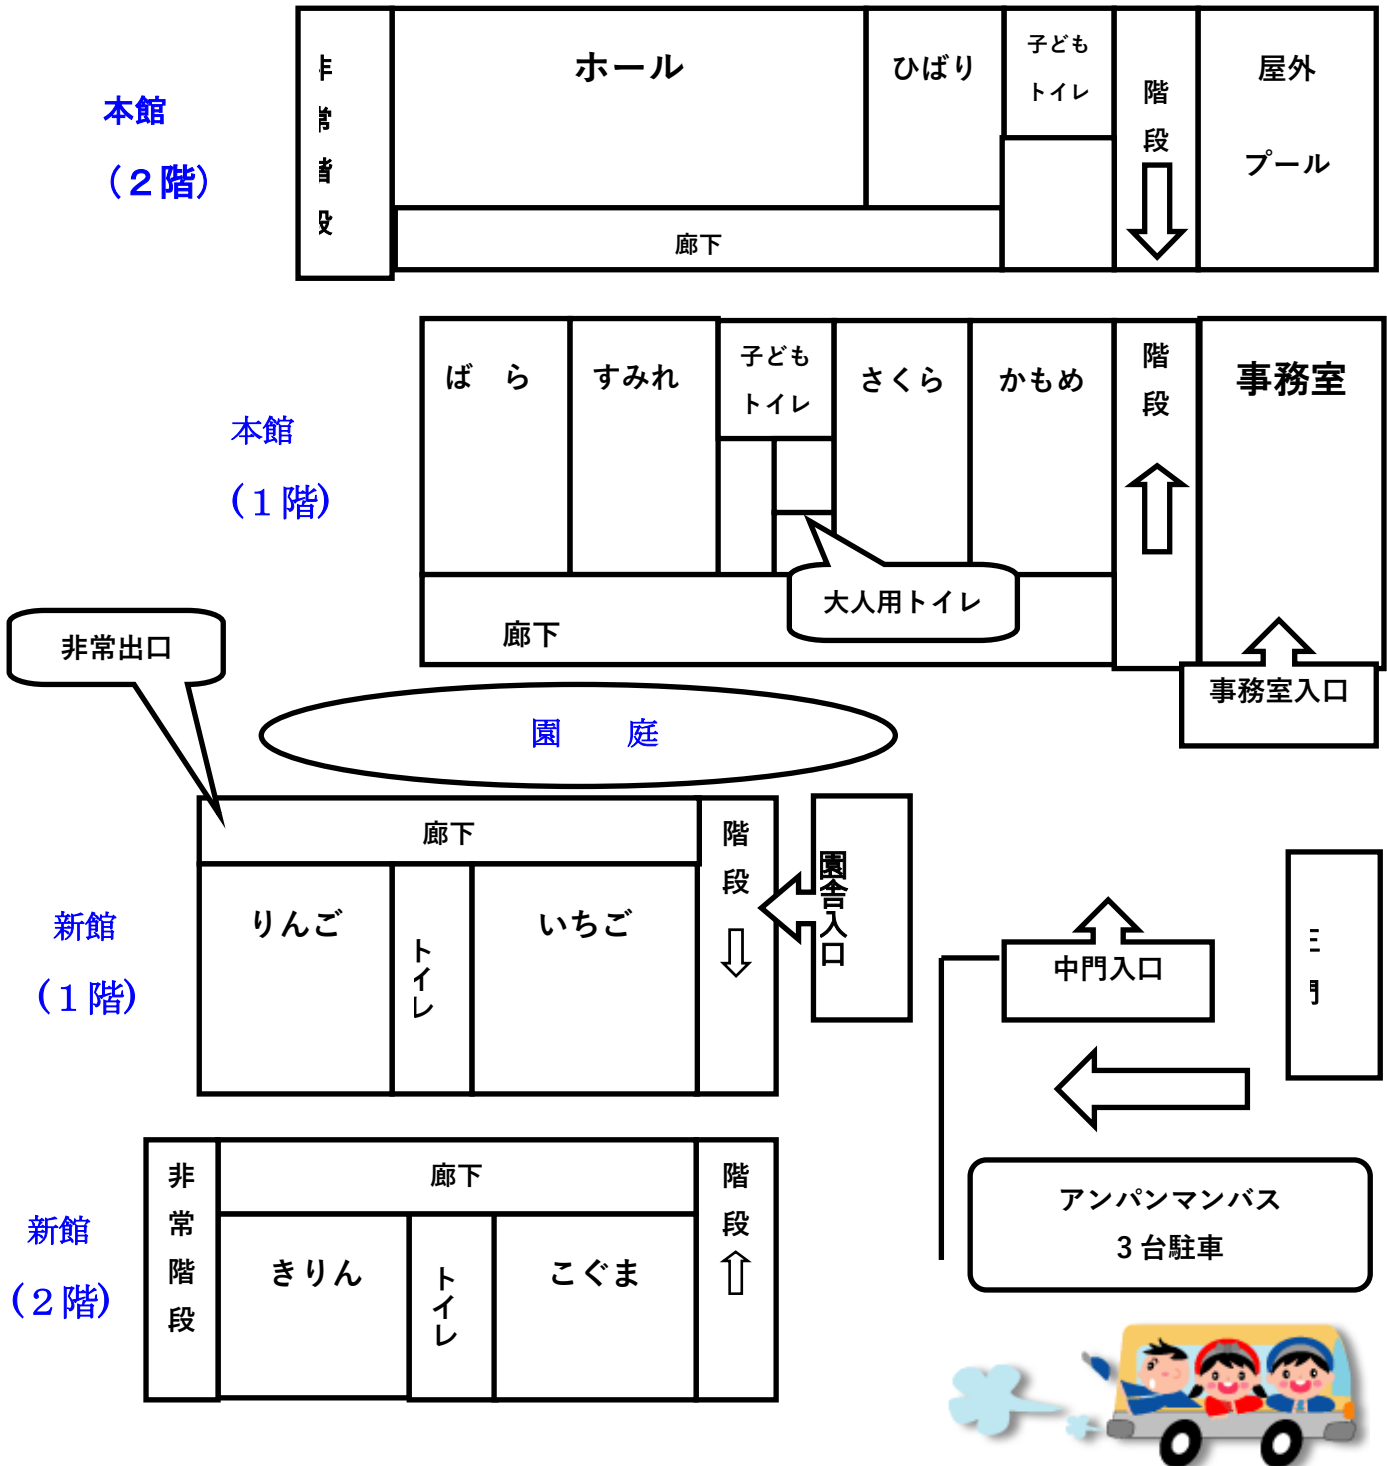 本館
（２階）
非常階段
ホール
ひばり
子ども
トイレ
階段
屋外
プール
廊下
本館
（１階）
ば　ら
すみれ
子ども
トイレ
さくら
かもめ
階段
事務室
大人用トイレ
廊下
事務室入口
非常出口
園　庭
廊下
階段
園舎入口
新館
（１階）
りんご
トイレ
いちご
中門入口
正門
新館
（２階）
非常階段
廊下
階段
きりん
トイレ
こぐま
アンパンマンバス
３台駐車